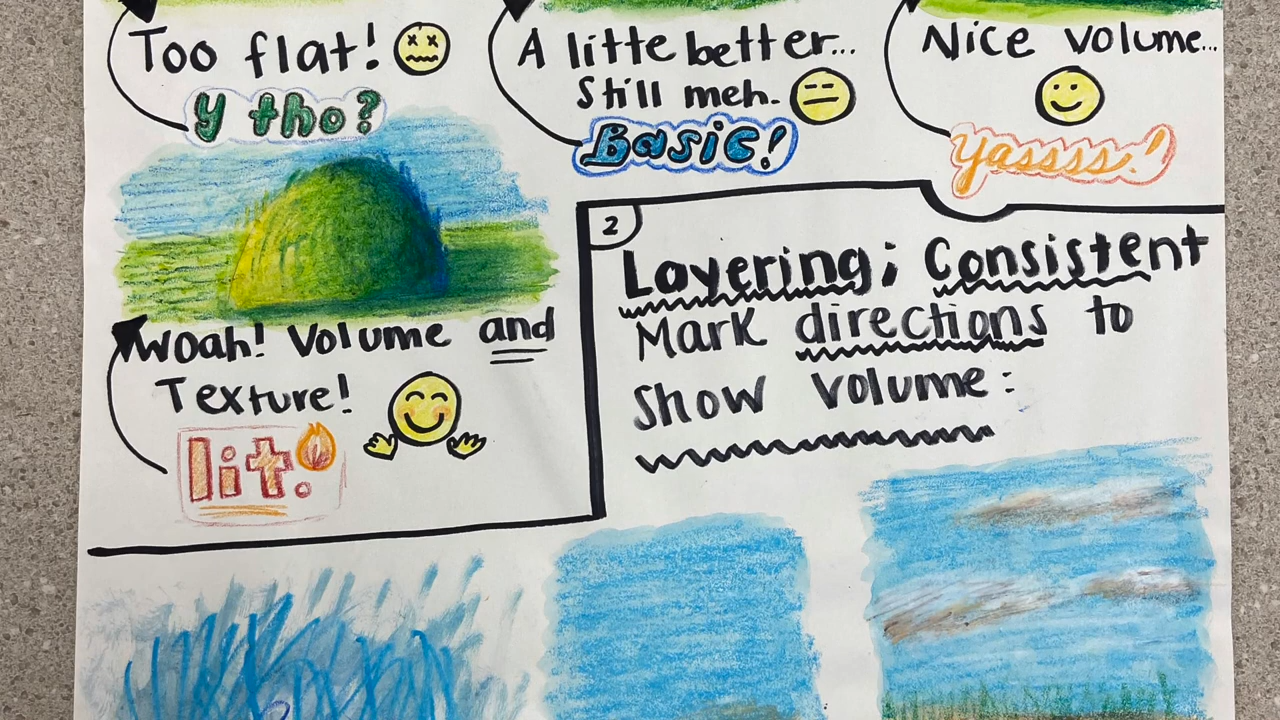 Too flat!
y tho?
A litte better...
Still meh.
Basic!
Nice volume...
yassss!
Woah! Volume and
Texture!
lit!
2
Layering; Consistent
Mark directions to
Show volume: